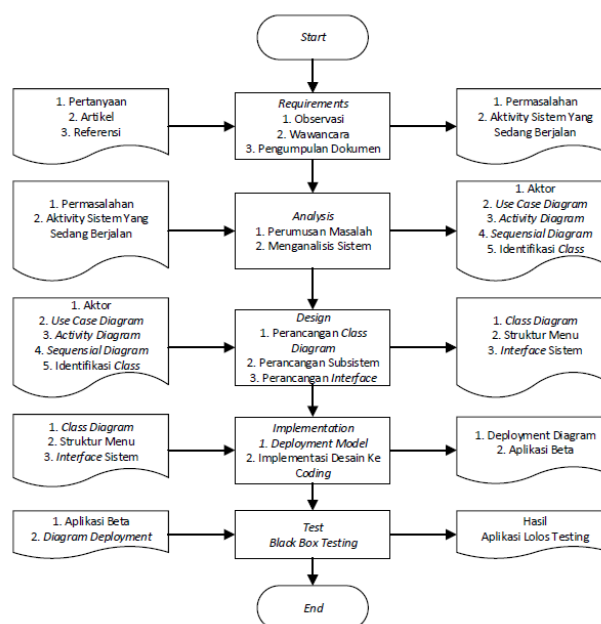 Start
1. Pertanyaan
2. Artikel
3. Referensi
Requirements
1. Observasi
2. Wawancara
3. Pengumpulan Dokumen
1. Permasalahan
2. Aktivity Sistem Yang
Sedang Berjalan
1. Permasalahan
2. Aktivity Sistem Yang
Sedang Berjalan
Analysis
1. Perumusan Masalah
2. Menganalisis Sistem
1. Aktor
2. Use Case Diagram
3. Activity Diagram
4. Sequensial Diagram
5. Identifikasi Class
1. Aktor
2. Use Case Diagram
3. Activity Diagram
4. Sequensial Diagram
5. Identifikasi Class
Design
1. Perancangan Class
Diagram
2. Perancangan Subsistem
3. Perancangan Interface
1. Class Diagram
2. Struktur Menu
3. Interface Sistem
1. Class Diagram
2. Struktur Menu
3. Interface Sistem
Implementation
1. Deployment Model
2. Implementasi Desain Ke
Coding
1. Deployment Diagram
2. Aplikasi Beta
1. Aplikasi Beta
2. Diagram Deployment
Test
Black Box Testing
Hasil
Aplikasi Lolos Testing
End